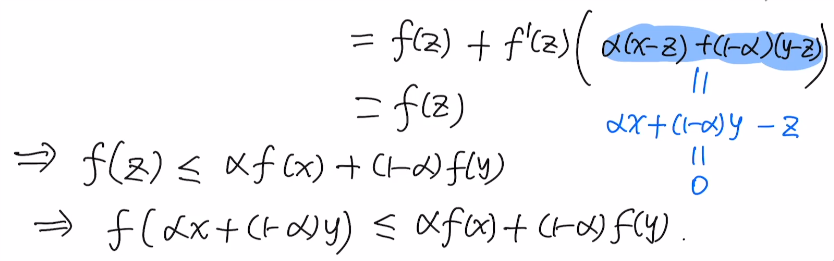 = f(z) + f'(z)( α(x-z) + (1-α)(y-z) )
||
= f(z)
αx + (1-α)y - z
||
0
⇒ f(z) ≤ αf(x) + (1-α)f(y)
⇒ f(αx + (1-α)y) ≤ αf(x) + (1-α)f(y).